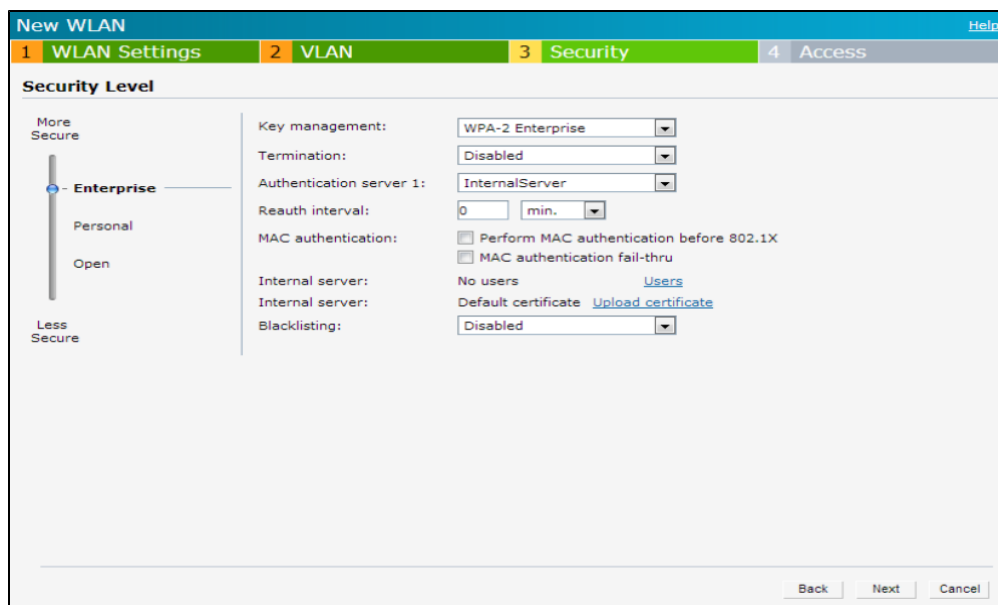 New WLAN
Help
1 WLAN Settings
2 VLAN
3 Security
4 Access
Security Level
More
Secure
Enterprise
Personal
Open
Less
Secure
Key management: WPA-2 Enterprise
Termination: Disabled
Authentication server 1: InternalServer
Reauth interval: 0 min.
MAC authentication: Perform MAC authentication before 802.1X
MAC authentication fail-thru
Internal server: No users Users
Internal server: Default certificate Upload certificate
Blacklisting: Disabled
Back Next Cancel